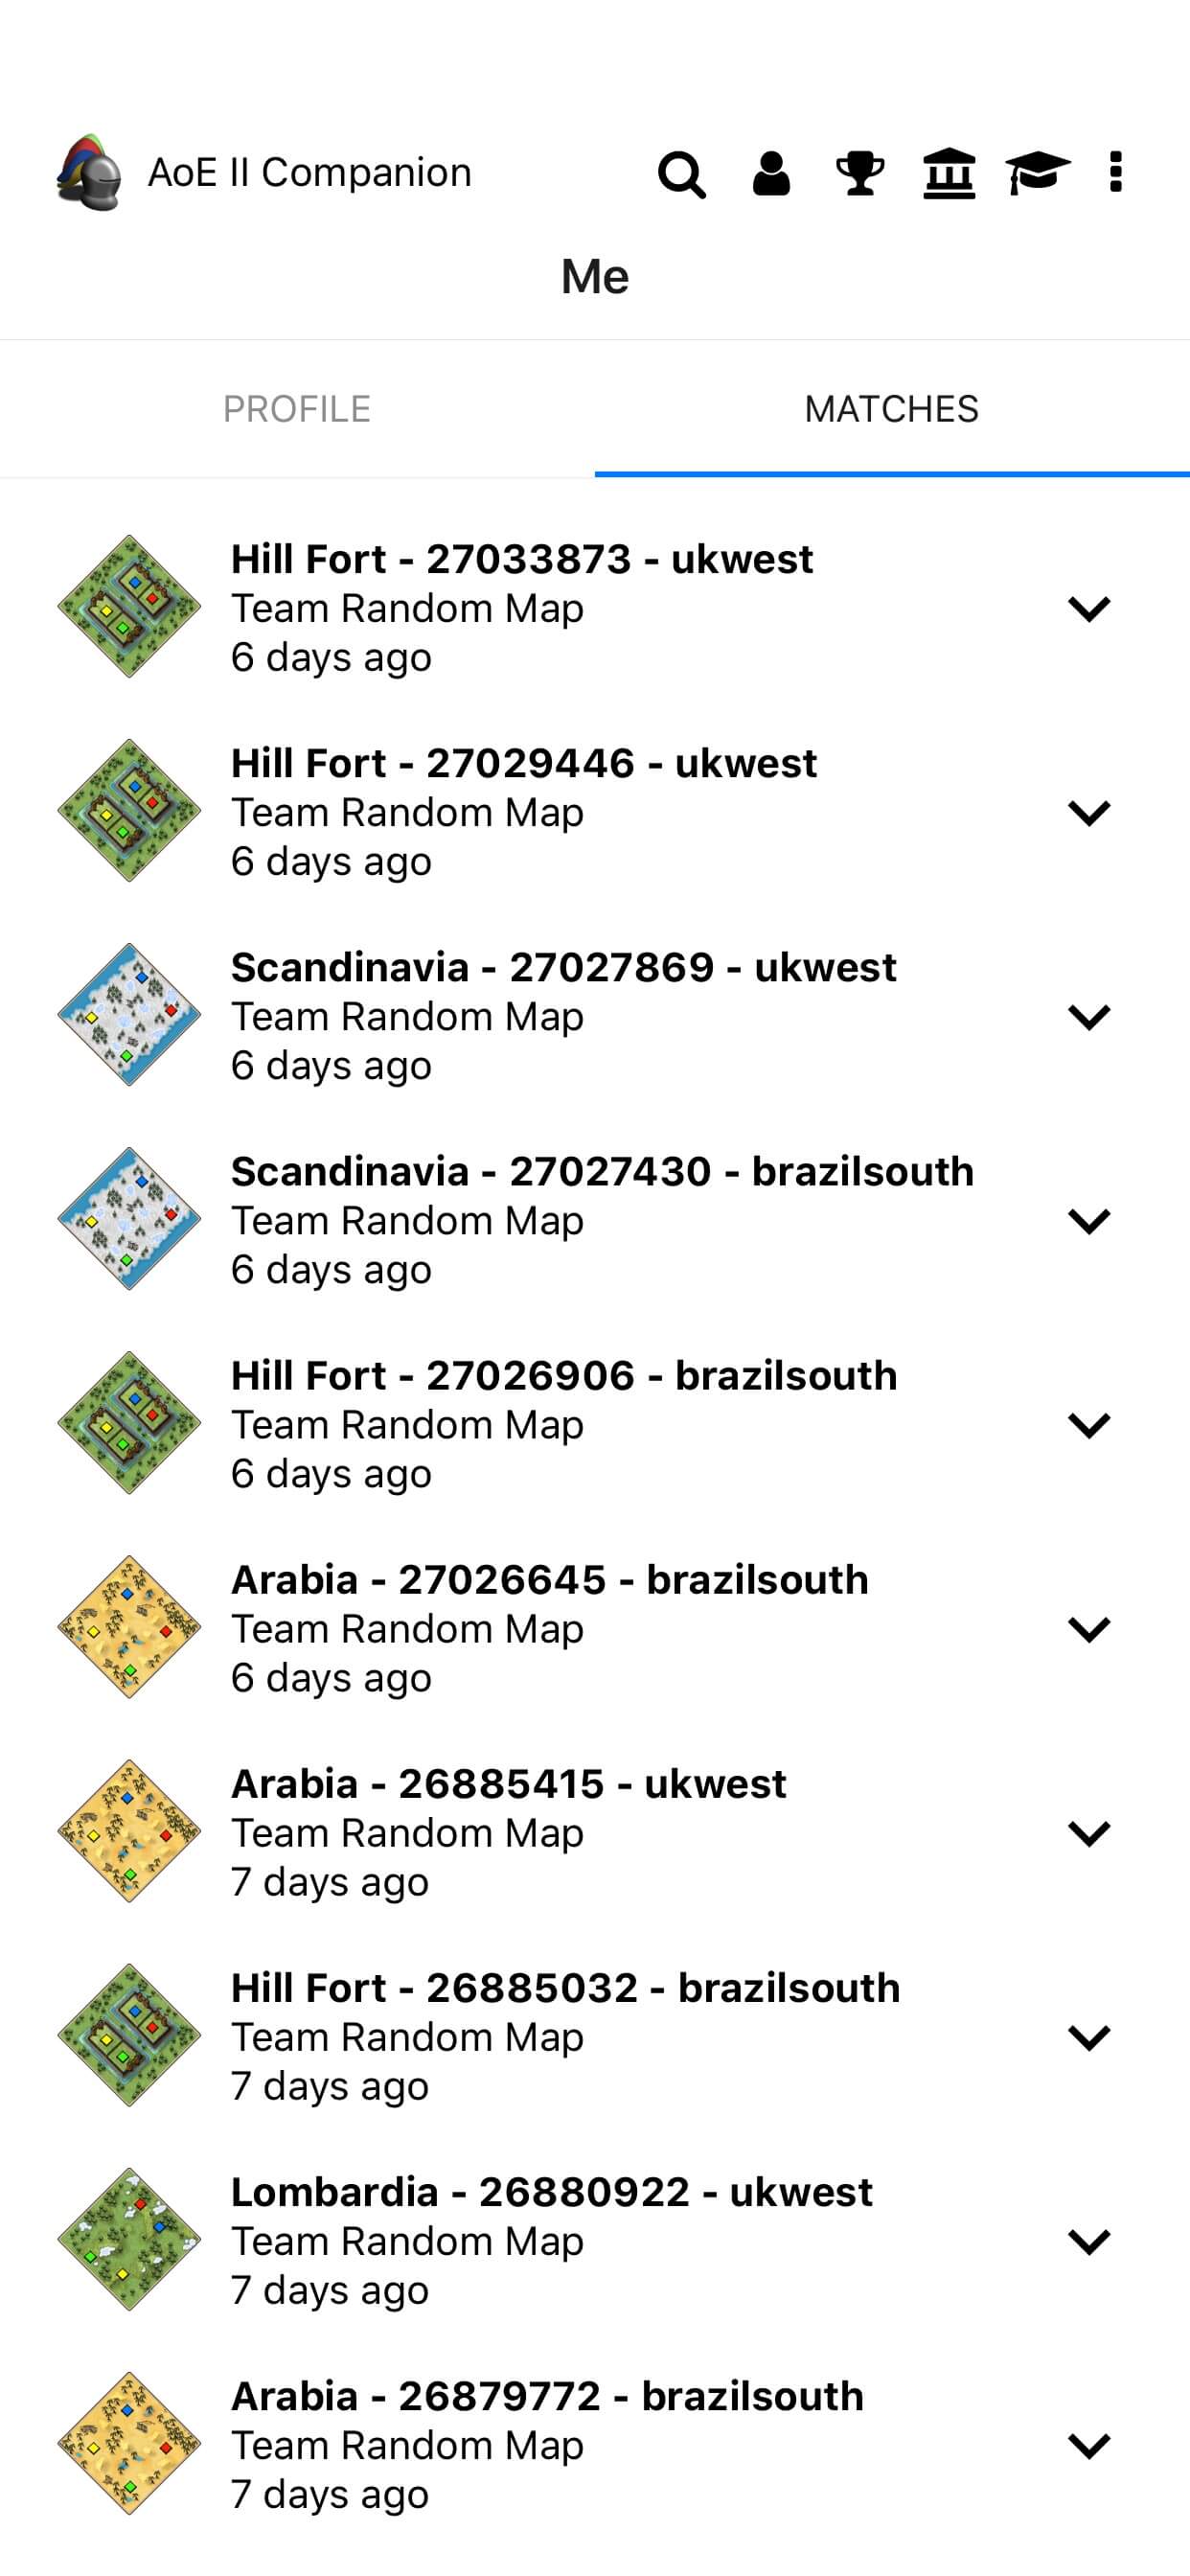 AoE II Companion
Me
PROFILE
MATCHES
Hill Fort - 27033873 - ukwest
Team Random Map
6 days ago
Hill Fort - 27029446 - ukwest
Team Random Map
6 days ago
Scandinavia - 27027869 - ukwest
Team Random Map
6 days ago
Scandinavia - 27027430 - brazilsouth
Team Random Map
6 days ago
Hill Fort - 27026906 - brazilsouth
Team Random Map
6 days ago
Arabia - 27026645 - brazilsouth
Team Random Map
6 days ago
Arabia - 26885415 - ukwest
Team Random Map
7 days ago
Hill Fort - 26885032 - brazilsouth
Team Random Map
7 days ago
Lombardia - 26880922 - ukwest
Team Random Map
7 days ago
Arabia - 26879772 - brazilsouth
Team Random Map
7 days ago